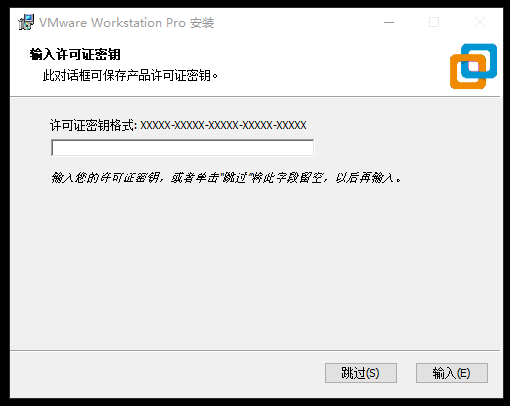 VMware Workstation Pro 安装
输入许可证密钥
此对话框可保存产品许可证密钥。
许可证密钥格式: XXXXX-XXXXX-XXXXX-XXXXX-XXXXX
输入您的许可证密钥，或者单击"跳过"将此字段留空，以后再输入。
跳过(S)
输入(E)